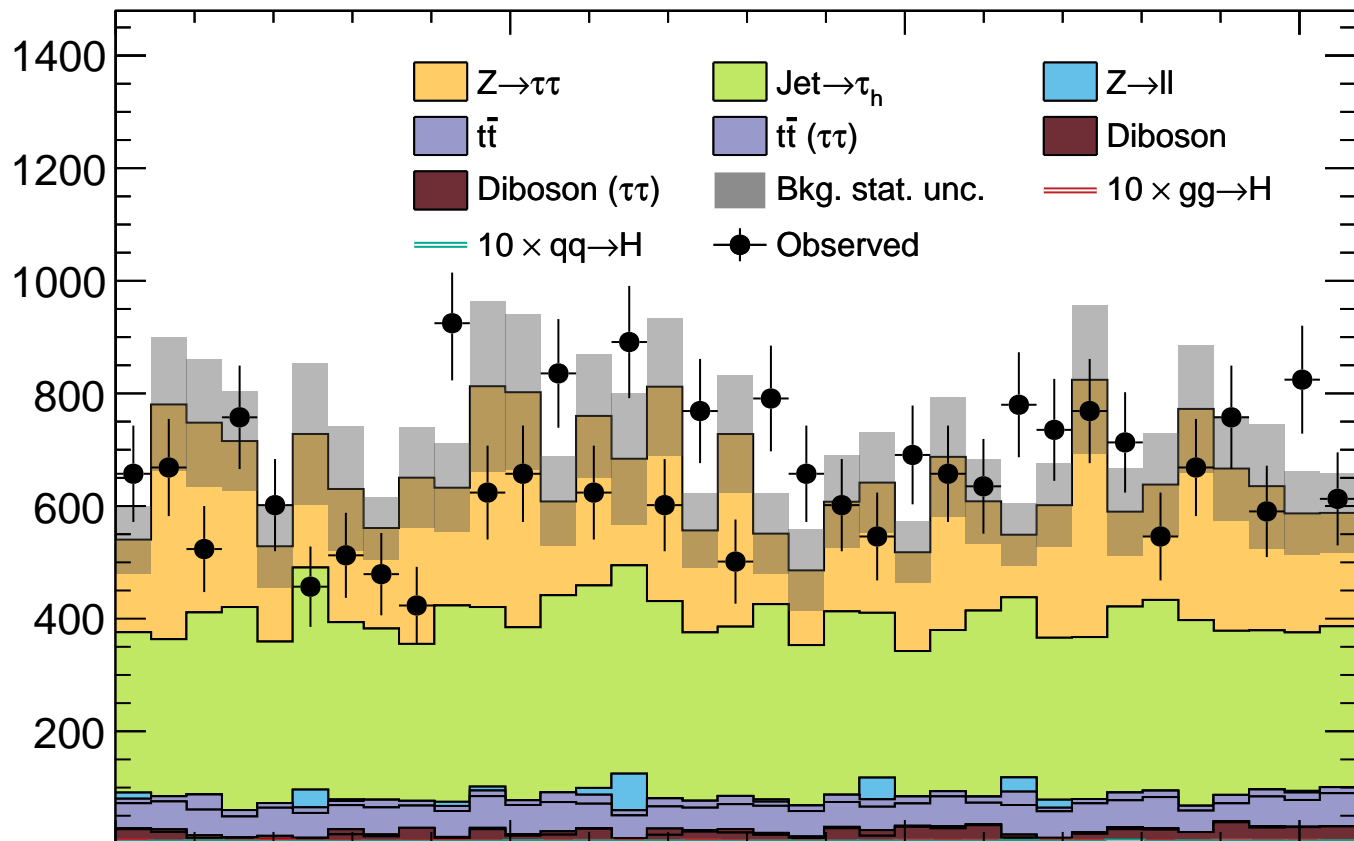 1400
Z→ττ Jet→τₕ Z→ll
1200
tt̄ tt̄ (ττ) Diboson
Diboson (ττ) Bkg. stat. unc. 10 × gg→H
10 × qq→H Observed
1000
800
600
400
200